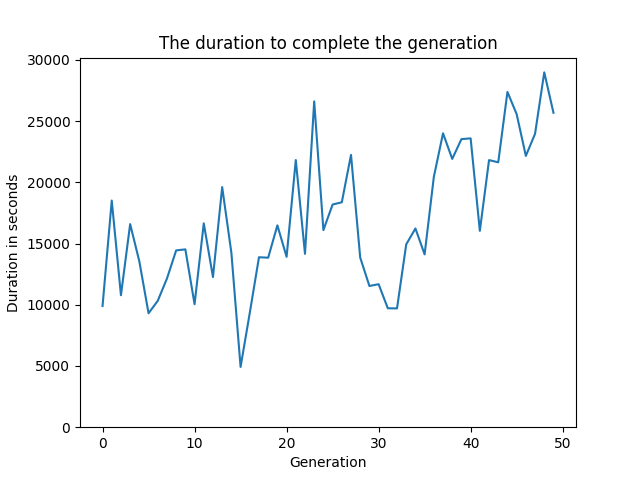 The duration to complete the generation
30000
25000
20000
15000
10000
5000
0
Duration in seconds
0 10 20 30 40 50
Generation